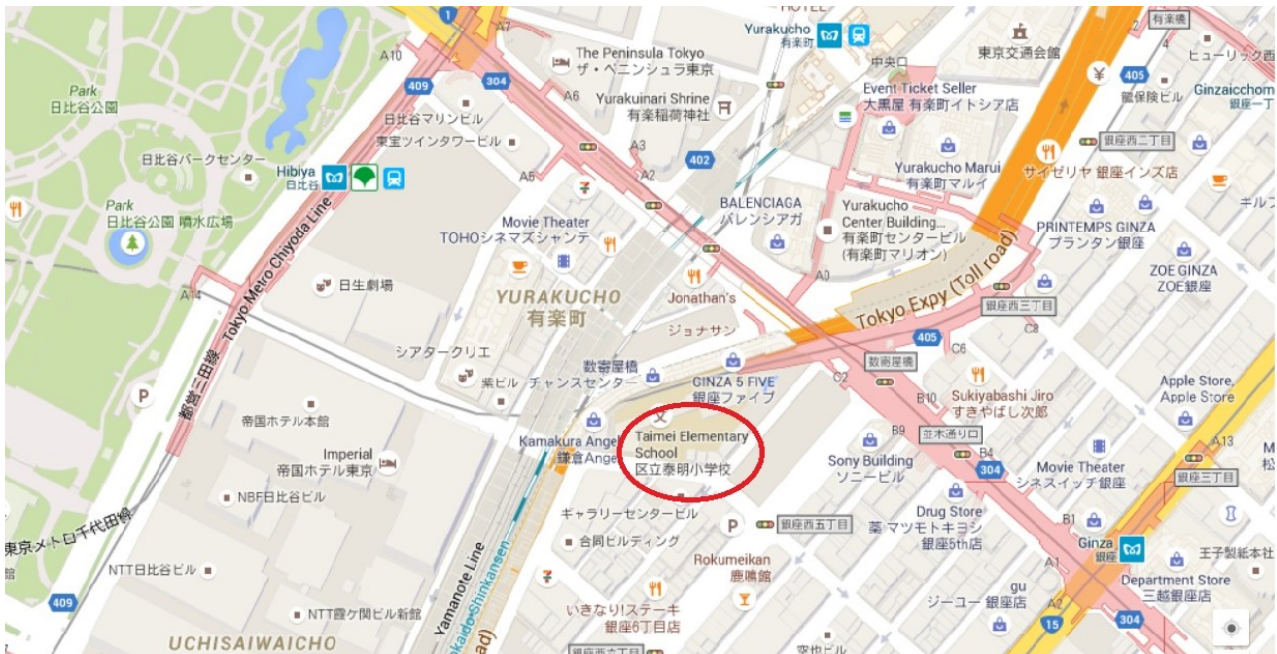 HOTEL
1
A7
A10
409
304
The Peninsula Tokyo
ザ・ペニンシュラ東京
A6
Yurakucho
有楽町
中央口
東京交通会館
有楽橋
2
4
ヒューリック西
¥
405
龍保険ビル
Ginzaicchom
銀座一丁
Park
日比谷公園
日比谷マリンビル
東宝ツインタワービル
Yurakuinari Shrine
有楽稲荷神社
A3
402
A2
A5
Event Ticket Seller
大黒屋 有楽町イトシア店
Yurakucho Marui
有楽町マルイ
銀座西二丁目
サイゼリヤ 銀座インズ店
日比谷パークセンター
Hibiya
日比谷
Park
日比谷公園 噴水広場
Movie Theater
TOHOシネマズシャンテ
BALENCIAGA
バレンシアガ
Yurakucho
Center Building...
有楽町センタービル
(有楽町マリオン)
PRINTEMPS GINZA
プランタン銀座
キルフ
ZOE GINZA
ZOE銀座
A14
Tokyo Metro Chiyoda Line
都営三田線
日生劇場
YURAKUCHO
有楽町
Jonathan's
ジョナサン
A0
Tokyo Expy (Toll road)
銀座西三丁目
C8
405
C6
シアタークリエ
紫ビル
数寄屋橋
チャンスセンター
GINZA 5 FIVE
銀座ファイブ
数寄屋橋
C2
Sukiyabashi Jiro
すきやばし次郎
Apple Store,
Apple Store
P
帝国ホテル本館
Kamakura Angel
鎌倉Angel
Taimei Elementary
School
区立泰明小学校
B10
B9
並木通り口
B4
304
A13
Imperial
帝国ホテル東京
Sony Building
ソニービル
Movie Theater
シネスイッチ銀座
銀座三丁目
M
松
NBF日比谷ビル
ギャラリーセンタービル
P
銀座西五丁目
Drug Store
薬 マツモトキヨシ
銀座5th店
B1
Ginza
銀座
東京メトロ千代田線
館
合同ビルディング
Rokumeikan
鹿鳴館
A1
王子製紙本社
NTT日比谷ビル
Department Store
三越銀座店
gu
ジーユー 銀座店
A2
409
NTT霞ケ関ビル新館
Yamanote Line
kaido Shinkansen
ad)
いきなり!ステーキ
銀座6丁目店
15
304
UCHISAIWAICHO
銀座西六丁目
空也ビル